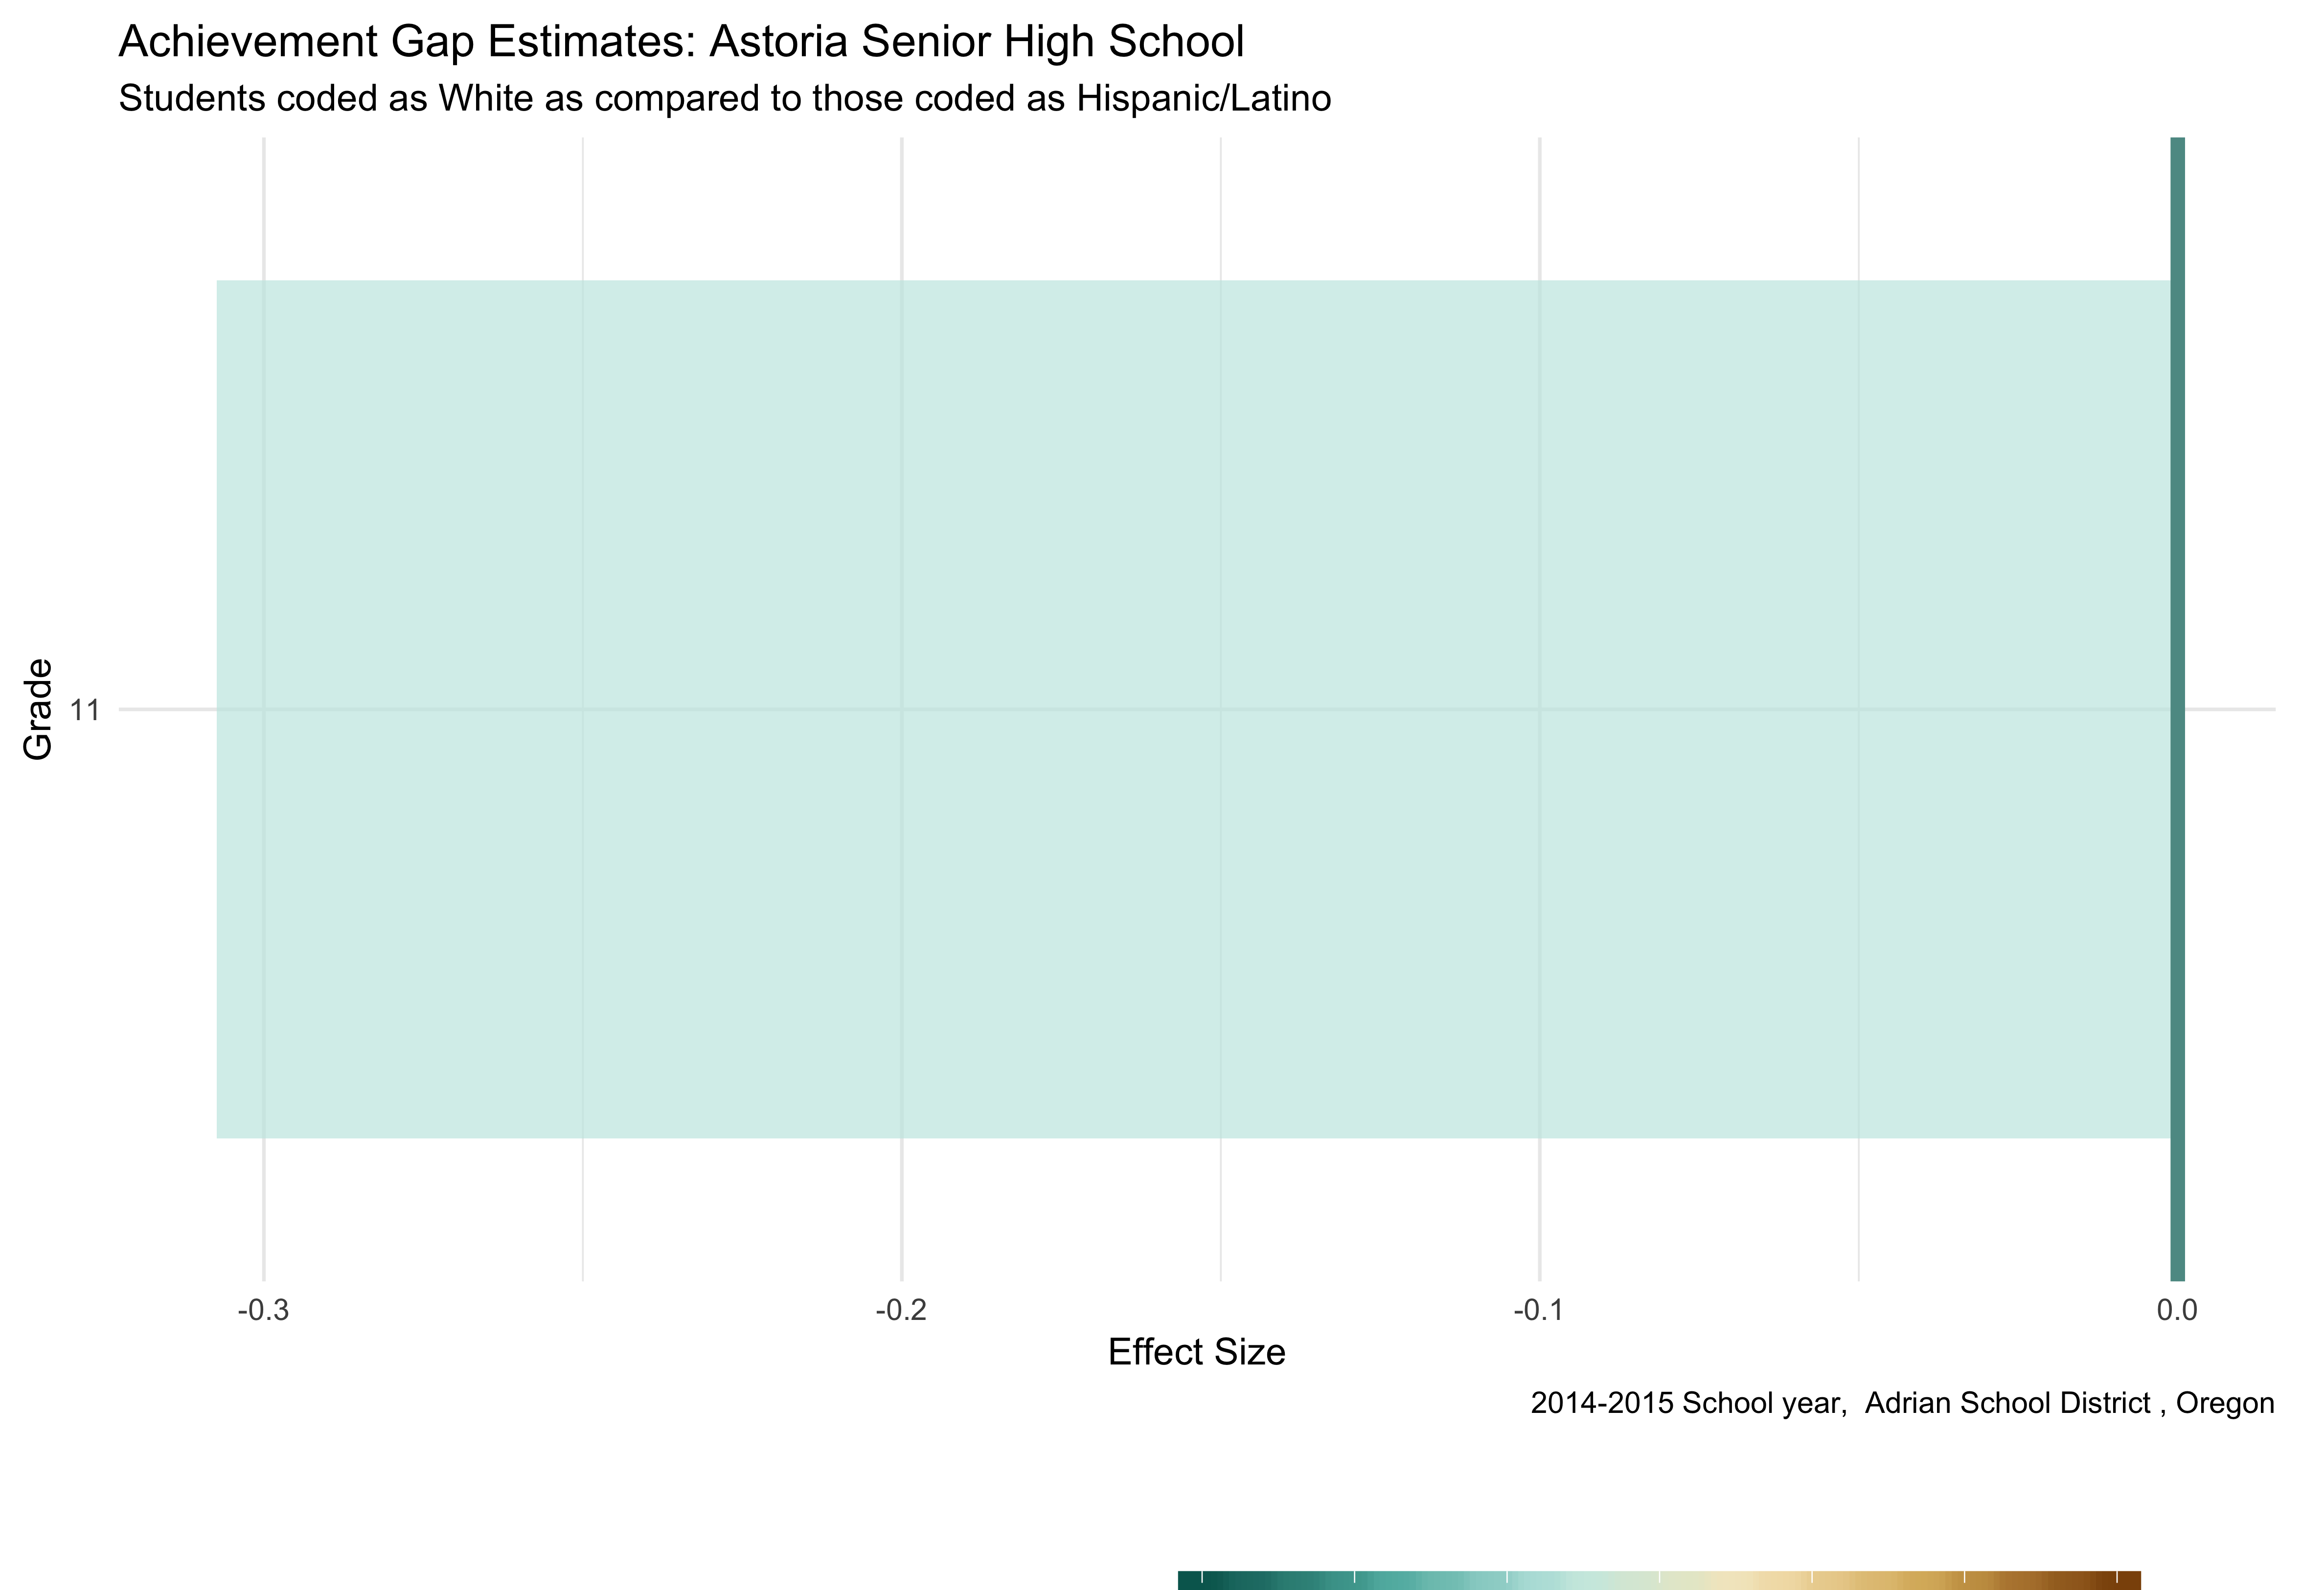 Achievement Gap Estimates: Astoria Senior High School
Students coded as White as compared to those coded as Hispanic/Latino
Grade
11
-0.3 -0.2 -0.1 0.0
Effect Size
2014-2015 School year,  Adrian School District , Oregon